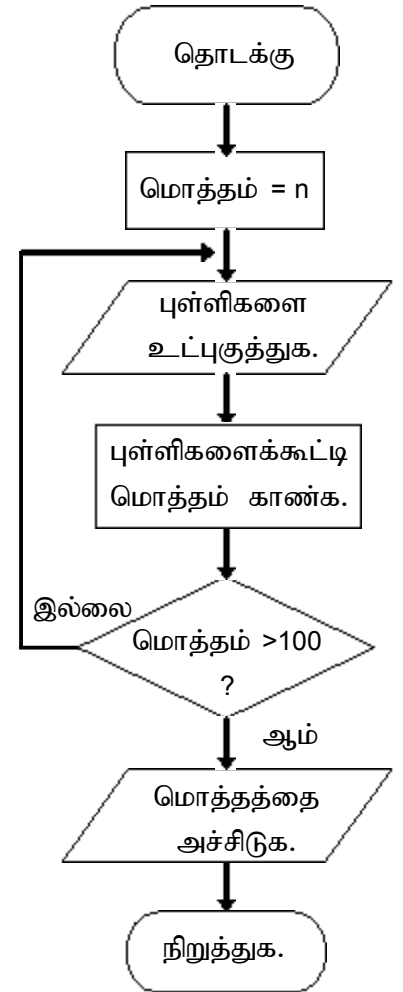 தொடக்கு
மொத்தம் = n
புள்ளிகளை
உட்புகுத்துக.
புள்ளிகளைக்கூட்டி
மொத்தம் காண்க.
இல்லை
மொத்தம் >100
?
ஆம்
மொத்தத்தை
அச்சிடுக.
நிறுத்துக.